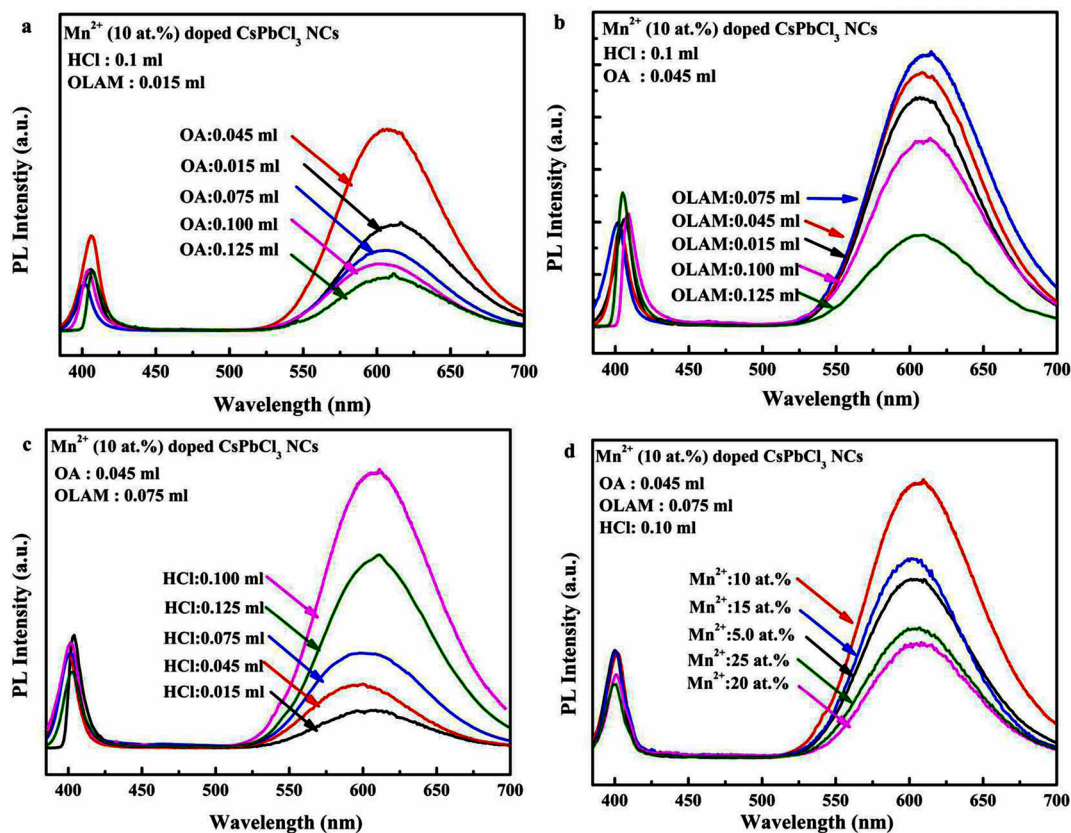 a
Mn²⁺ (10 at.%) doped CsPbCl₃ NCs
HCl : 0.1 ml
OLAM : 0.015 ml
OA:0.045 ml
OA:0.015 ml
OA:0.075 ml
OA:0.100 ml
OA:0.125 ml
PL Intenstiy (a.u.)
400 450 500 550 600 650 700
Wavelength (nm)
b
Mn²⁺ (10 at.%) doped CsPbCl₃ NCs
HCl : 0.1 ml
OA : 0.045 ml
OLAM:0.075 ml
OLAM:0.045 ml
OLAM:0.015 ml
OLAM:0.100 ml
OLAM:0.125 ml
PL Intensity (a.u.)
400 450 500 550 600 650 700
Wavelength (nm)
c
Mn²⁺ (10 at.%) doped CsPbCl₃ NCs
OA : 0.045 ml
OLAM : 0.075 ml
HCl:0.100 ml
HCl:0.125 ml
HCl:0.075 ml
HCl:0.045 ml
HCl:0.015 ml
PL Intensity (a.u.)
400 450 500 550 600 650 700
Wavelength (nm)
d
Mn²⁺ (10 at.%) doped CsPbCl₃ NCs
OA : 0.045 ml
OLAM : 0.075 ml
HCl: 0.10 ml
Mn²⁺:10 at.%
Mn²⁺:15 at.%
Mn²⁺:5.0 at.%
Mn²⁺:25 at.%
Mn²⁺:20 at.%
PL Intensity (a.u.)
400 450 500 550 600 650 700
Wavelength (nm)